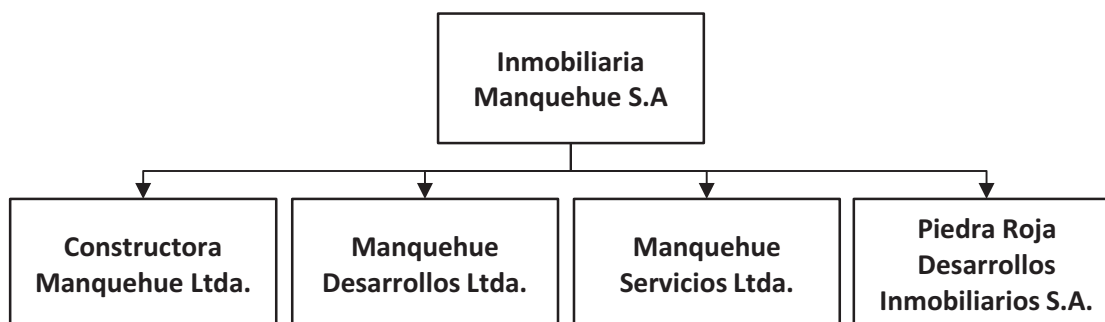 Inmobiliaria
Manquehue S.A
Constructora
Manquehue Ltda.
Manquehue
Desarrollos Ltda.
Manquehue
Servicios Ltda.
Piedra Roja
Desarrollos
Inmobiliarios S.A.